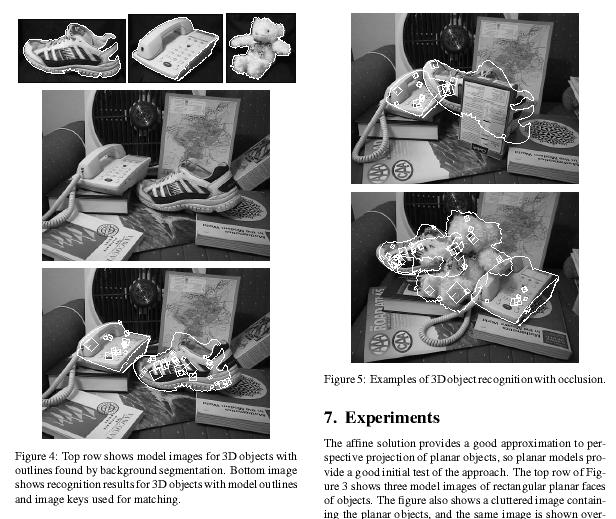 Figure 4: Top row shows model images for 3D objects with
outlines found by background segmentation. Bottom image
shows recognition results for 3D objects with model outlines
and image keys used for matching.
Figure 5: Examples of 3D object recognition with occlusion.
7. Experiments
The affine solution provides a good approximation to per-
spective projection of planar objects, so planar models pro-
vide a good initial test of the approach. The top row of Fig-
ure 3 shows three model images of rectangular planar faces
of objects. The figure also shows a cluttered image contain-
ing the planar objects, and the same image is shown over-